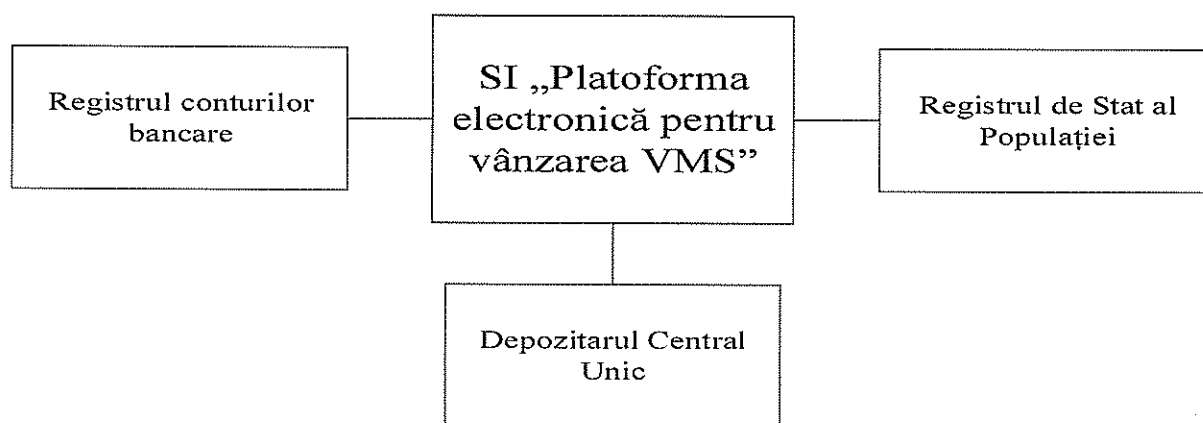 Registrul conturilor
bancare
SI „Platoforma
electronică pentru
vânzarea VMS”
Registrul de Stat al
Populației
Depozitarul Central
Unic